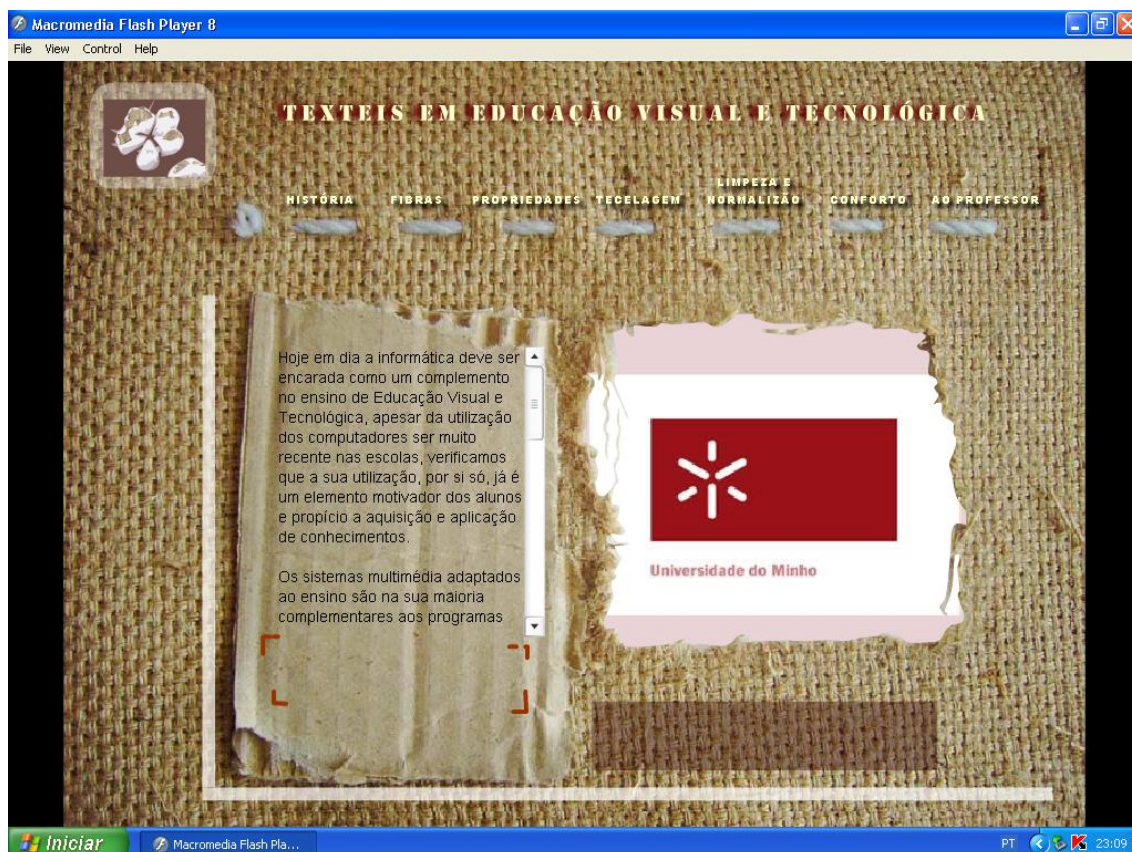 Macromedia Flash Player 8
File View Control Help
TEXTEIS EM EDUCAÇÃO VISUAL E TECNOLÓGICA
HISTÓRIA FIBRAS PROPRIEDADES TECELAGEM LIMPEZA E NORMALIZÃO CONFORTO AO PROFESSOR
Hoje em dia a informática deve ser
encarada como um complemento
no ensino de Educação Visual e
Tecnológica, apesar da utilização
dos computadores ser muito
recente nas escolas, verificamos
que a sua utilização, por si só, já é
um elemento motivador dos alunos
e propício a aquisição e aplicação
de conhecimentos.
Os sistemas multimédia adaptados
ao ensino são na sua maioria
complementares aos programas
Universidade do Minho
Iniciar Macromedia Flash Pla... PT 23:09